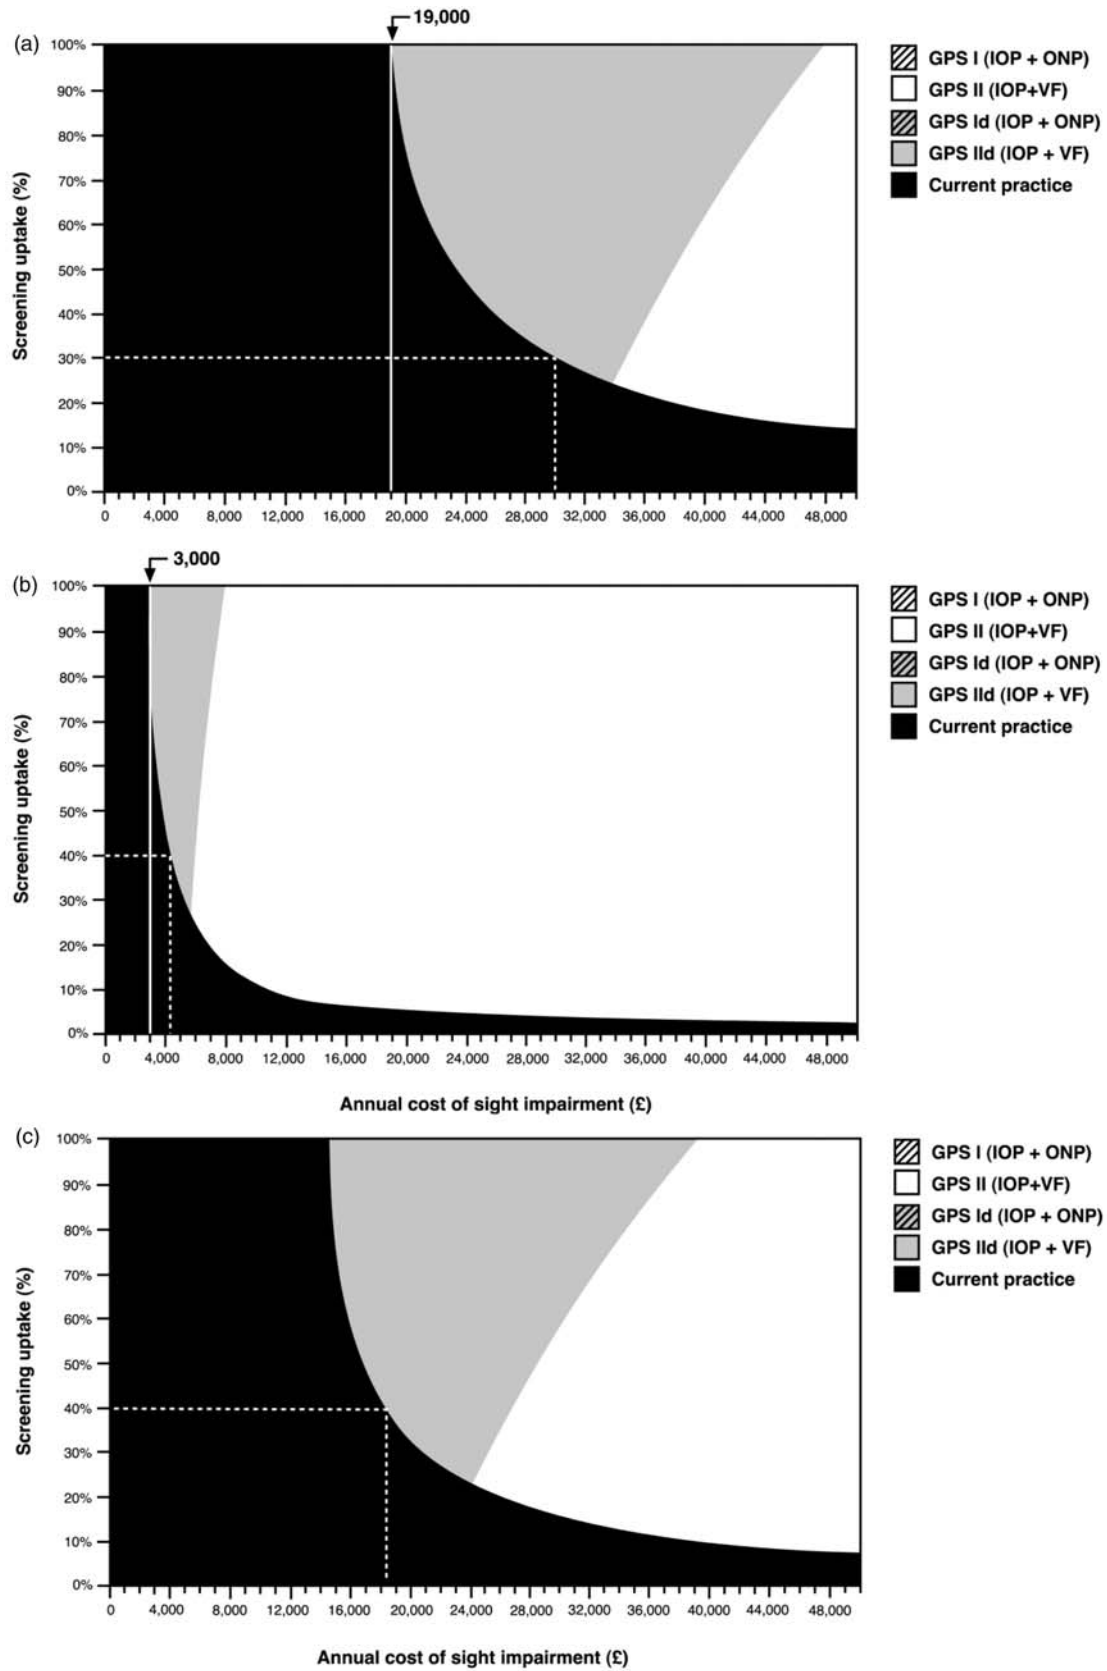 19,000
(a)
100%
90%
80%
70%
60%
50%
40%
30%
20%
10%
0%
Screening uptake (%)
0 4,000 8,000 12,000 16,000 20,000 24,000 28,000 32,000 36,000 40,000 44,000 48,000
GPS I (IOP + ONP)
GPS II (IOP+VF)
GPS Id (IOP + ONP)
GPS IId (IOP + VF)
Current practice
3,000
(b)
100%
90%
80%
70%
60%
50%
40%
30%
20%
10%
0%
Screening uptake (%)
0 4,000 8,000 12,000 16,000 20,000 24,000 28,000 32,000 36,000 40,000 44,000 48,000
Annual cost of sight impairment (£)
GPS I (IOP + ONP)
GPS II (IOP+VF)
GPS Id (IOP + ONP)
GPS IId (IOP + VF)
Current practice
(c)
100%
90%
80%
70%
60%
50%
40%
30%
20%
10%
0%
Screening uptake (%)
0 4,000 8,000 12,000 16,000 20,000 24,000 28,000 32,000 36,000 40,000 44,000 48,000
Annual cost of sight impairment (£)
GPS I (IOP + ONP)
GPS II (IOP+VF)
GPS Id (IOP + ONP)
GPS IId (IOP + VF)
Current practice